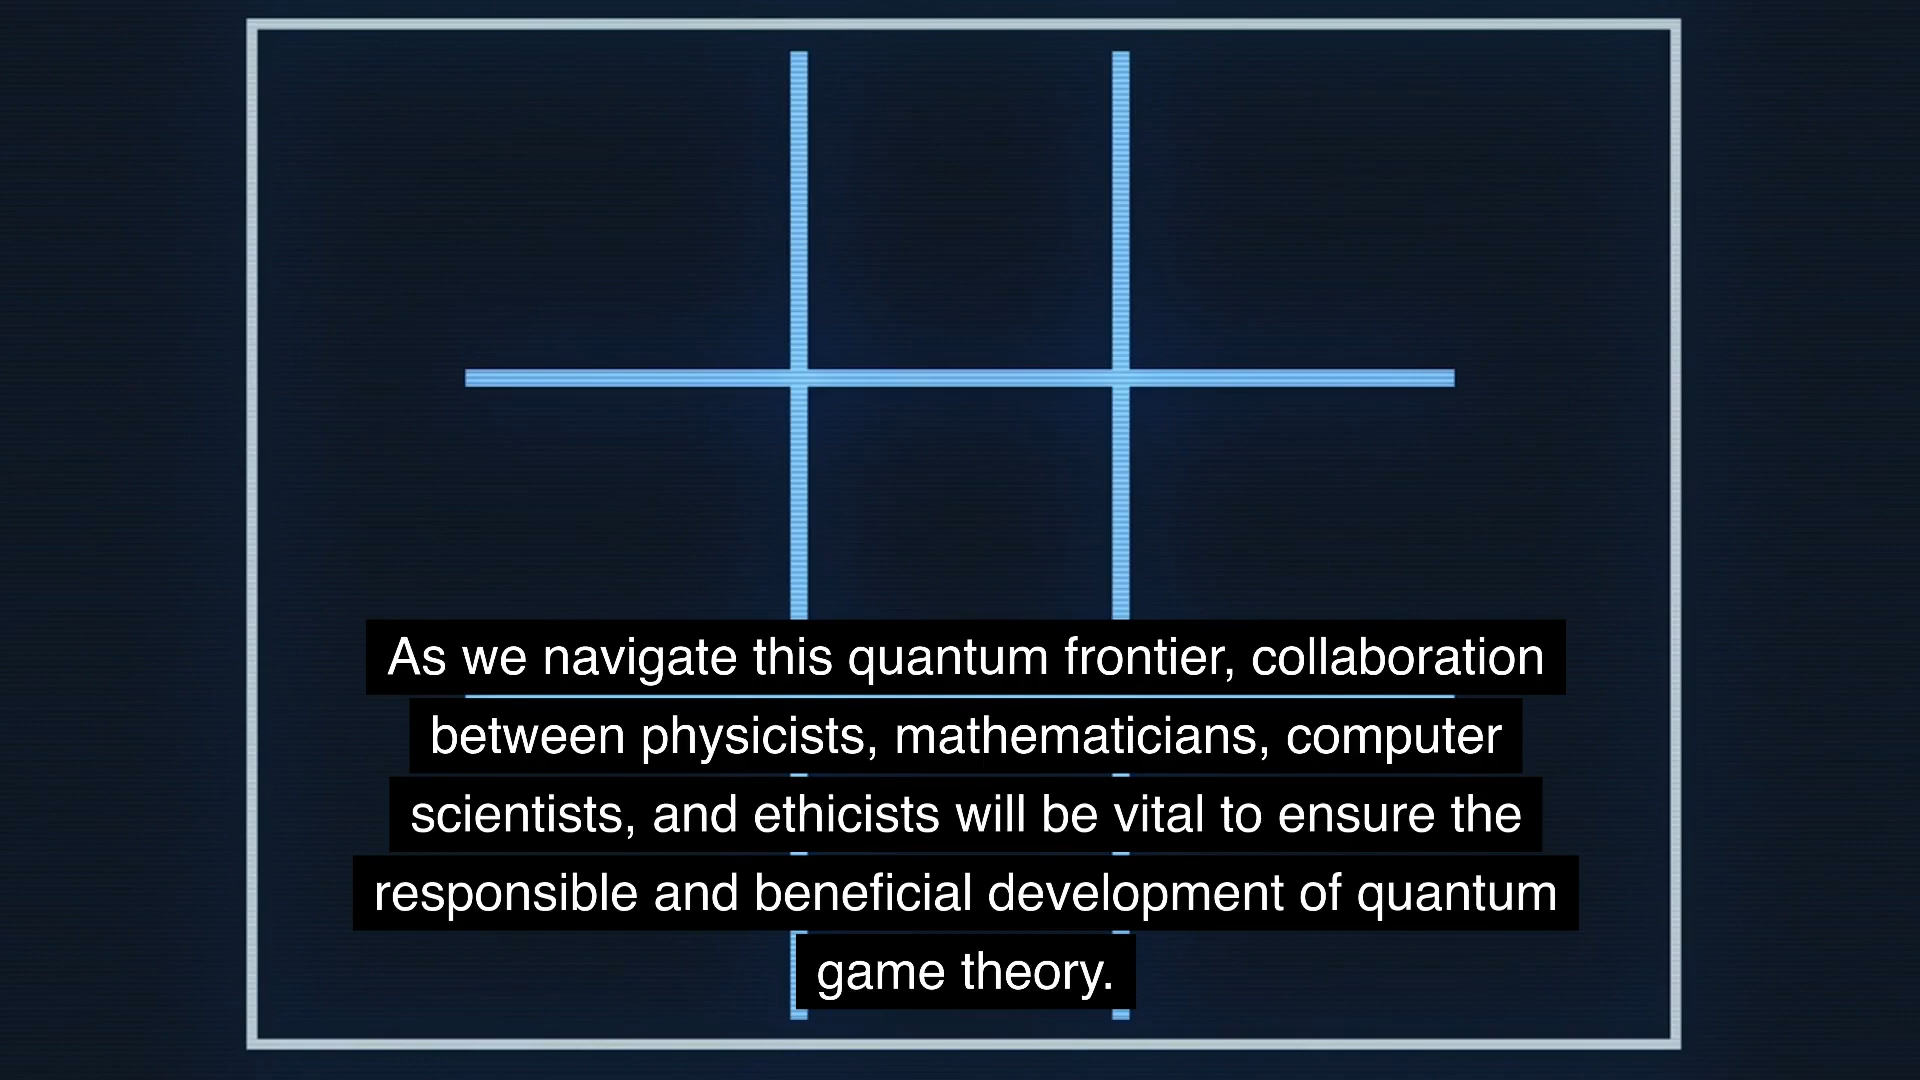 As we navigate this quantum frontier, collaboration
between physicists, mathematicians, computer
scientists, and ethicists will be vital to ensure the
responsible and beneficial development of quantum
game theory.